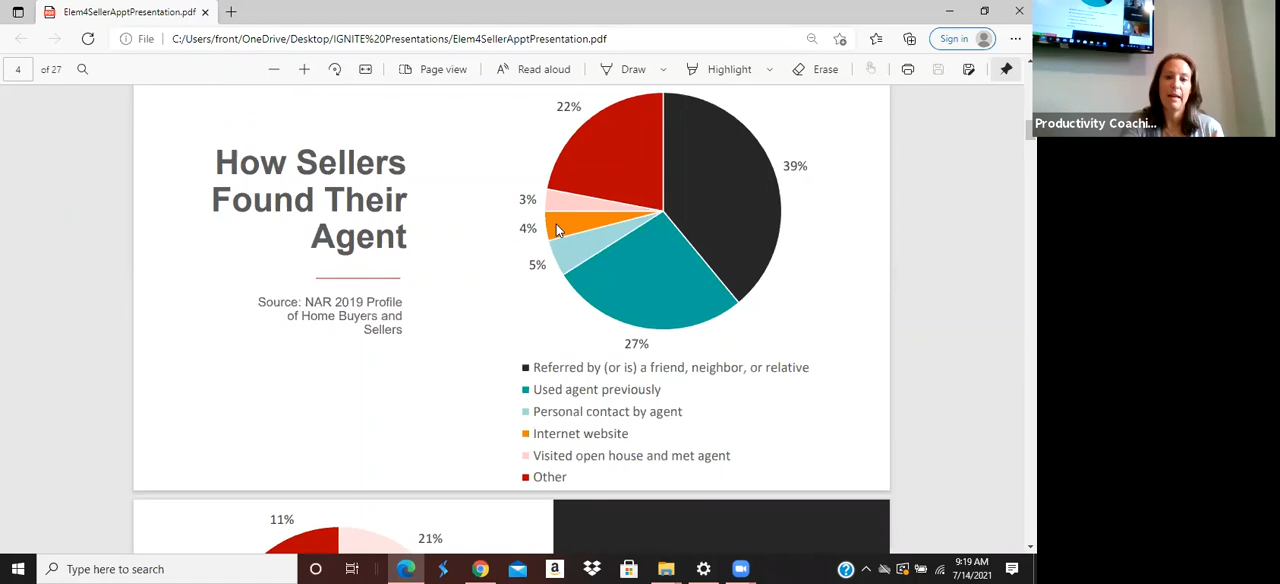 Elem4SellerApptPresentation.pdf
File
C:/Users/front/OneDrive/Desktop/IGNITE/Presentations/Elem4SellerApptPresentation.pdf
Sign in
4 of 27
Page view
Read aloud
Draw
Highlight
Erase
Productivity Coachi...
How Sellers
Found Their
Agent
Source: NAR 2019 Profile
of Home Buyers and
Sellers
22%
39%
3%
4%
5%
27%
Referred by (or is) a friend, neighbor, or relative
Used agent previously
Personal contact by agent
Internet website
Visited open house and met agent
Other
11%
21%
Type here to search
9:19 AM
7/14/2021